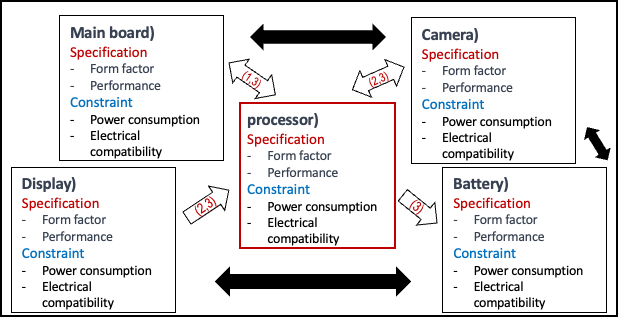 Main board)
Specification
- Form factor
- Performance
Constraint
- Power consumption
- Electrical
compatibility
Camera)
Specification
- Form factor
- Performance
Constraint
- Power consumption
- Electrical
compatibility
(1,3)
(2,3)
processor)
Specification
- Form factor
- Performance
Constraint
- Power consumption
- Electrical
compatibility
Display)
Specification
- Form factor
- Performance
Constraint
- Power consumption
- Electrical
compatibility
(2,3)
(3)
Battery)
Specification
- Form factor
- Performance
Constraint
- Power consumption
- Electrical
compatibility